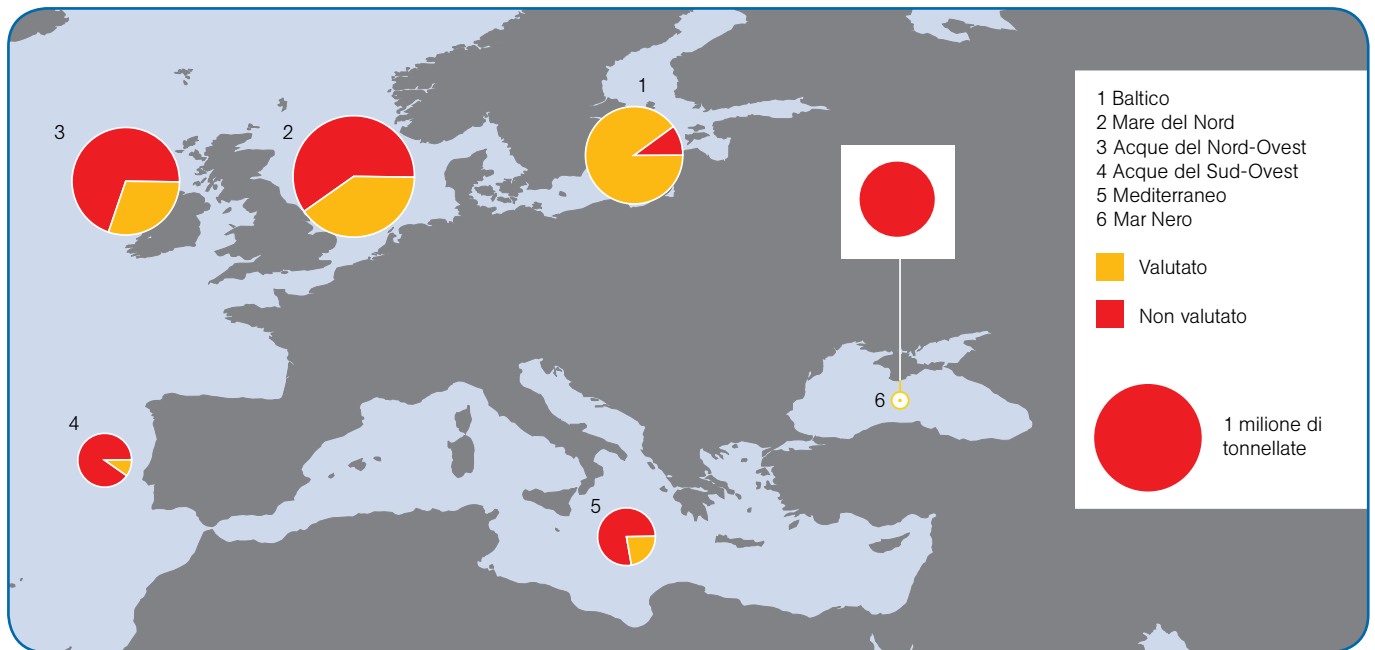 1
2
3
4
5
6
1 Baltico
2 Mare del Nord
3 Acque del Nord-Ovest
4 Acque del Sud-Ovest
5 Mediterraneo
6 Mar Nero
Valutato
Non valutato
1 milione di
tonnellate